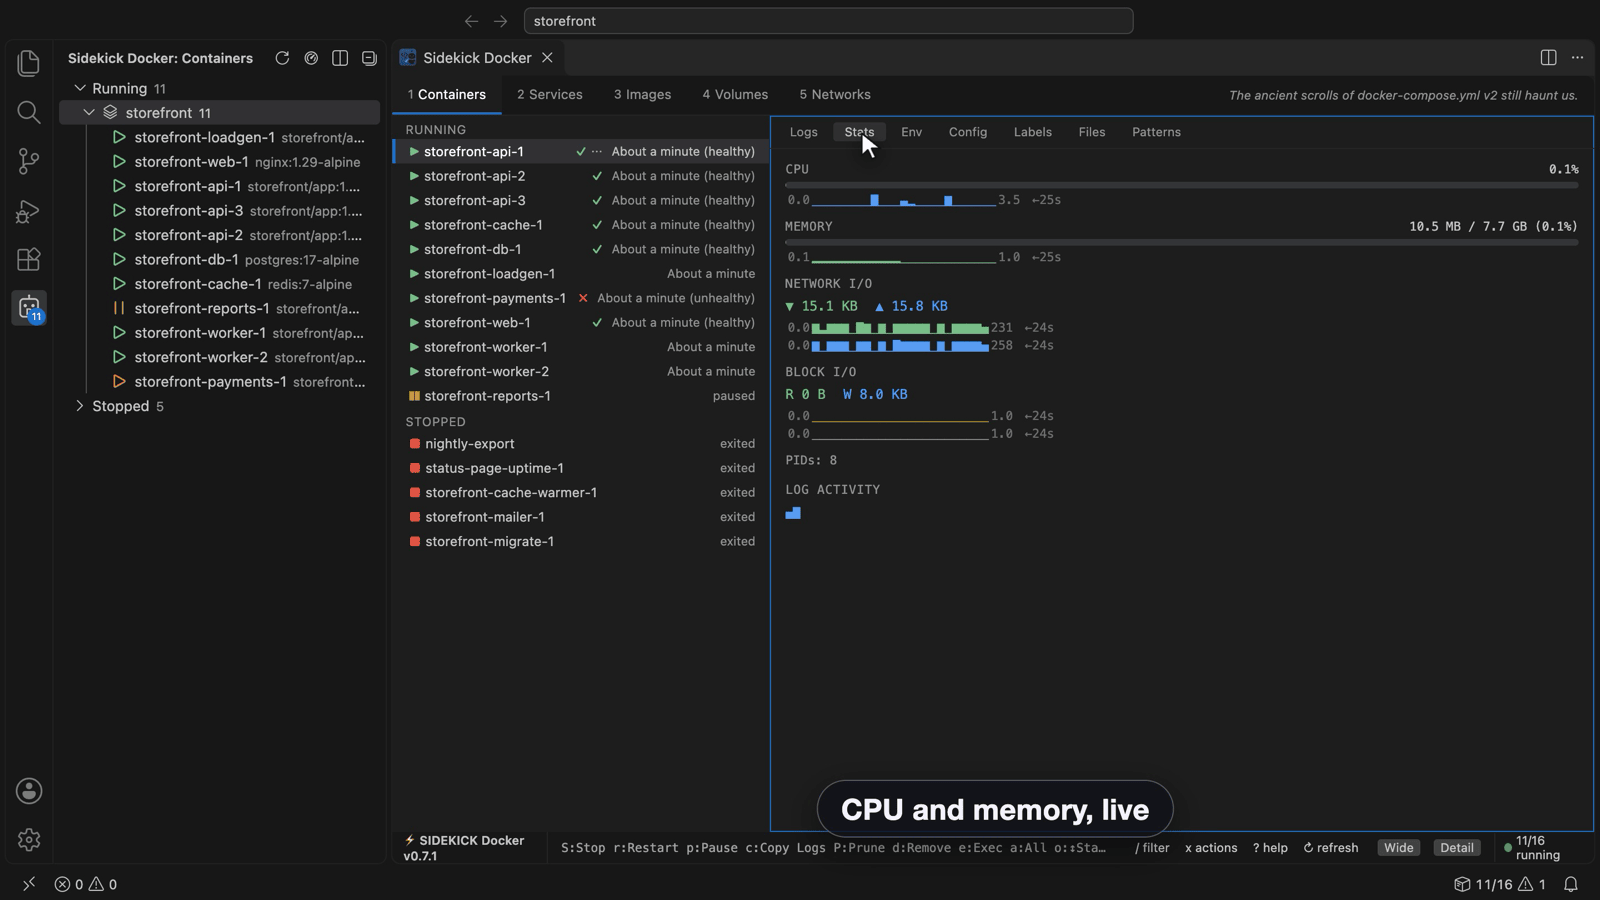 storefront
Sidekick Docker: Containers
Running 11
storefront 11
storefront-loadgen-1 storefront/a...
storefront-web-1 nginx:1.29-alpine
storefront-api-1 storefront/app:1....
storefront-api-3 storefront/app:1....
storefront-api-2 storefront/app:1....
storefront-db-1 postgres:17-alpine
storefront-cache-1 redis:7-alpine
storefront-reports-1 storefront/a...
storefront-worker-1 storefront/ap...
storefront-worker-2 storefront/ap...
storefront-payments-1 storefront...
Stopped 5
11
Sidekick Docker
1 Containers 2 Services 3 Images 4 Volumes 5 Networks
The ancient scrolls of docker-compose.yml v2 still haunt us.
RUNNING
storefront-api-1 ✓ ··· About a minute (healthy)
storefront-api-2 ✓ About a minute (healthy)
storefront-api-3 ✓ About a minute (healthy)
storefront-cache-1 ✓ About a minute (healthy)
storefront-db-1 ✓ About a minute (healthy)
storefront-loadgen-1 About a minute
storefront-payments-1 ✕ About a minute (unhealthy)
storefront-web-1 ✓ About a minute (healthy)
storefront-worker-1 About a minute
storefront-worker-2 About a minute
storefront-reports-1 paused
STOPPED
nightly-export exited
status-page-uptime-1 exited
storefront-cache-warmer-1 exited
storefront-mailer-1 exited
storefront-migrate-1 exited
Logs Stats Env Config Labels Files Patterns
CPU 0.1%
0.0 3.5 ←25s
MEMORY 10.5 MB / 7.7 GB (0.1%)
0.1 1.0 ←25s
NETWORK I/O
▼ 15.1 KB ▲ 15.8 KB
0.0 231 ←24s
0.0 258 ←24s
BLOCK I/O
R 0 B W 8.0 KB
0.0 1.0 ←24s
0.0 1.0 ←24s
PIDs: 8
LOG ACTIVITY
CPU and memory, live
⚡ SIDEKICK Docker
v0.7.1
S:Stop r:Restart p:Pause c:Copy Logs P:Prune d:Remove e:Exec a:All o:↕Sta…
/ filter x actions ? help ↻ refresh Wide Detail
11/16
running
0 0
11/16 1